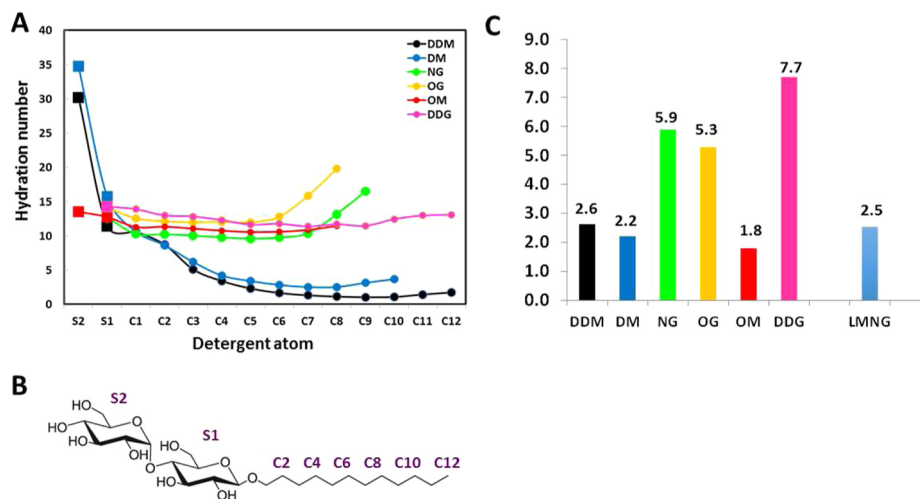 A
40
35
30
25
20
15
10
5
0
Hydration number
DDM
DM
NG
OG
OM
DDG
S2 S1 C1 C2 C3 C4 C5 C6 C7 C8 C9 C10 C11 C12
Detergent atom
C
9.0
8.0
7.0
6.0
5.0
4.0
3.0
2.0
1.0
0.0
2.6 2.2 5.9 5.3 1.8 7.7 2.5
DDM DM NG OG OM DDG LMNG
B
S2
HO
O
HO
HO
OH
O
S1
HO
O
HO
OH
O
C2 C4 C6 C8 C10 C12